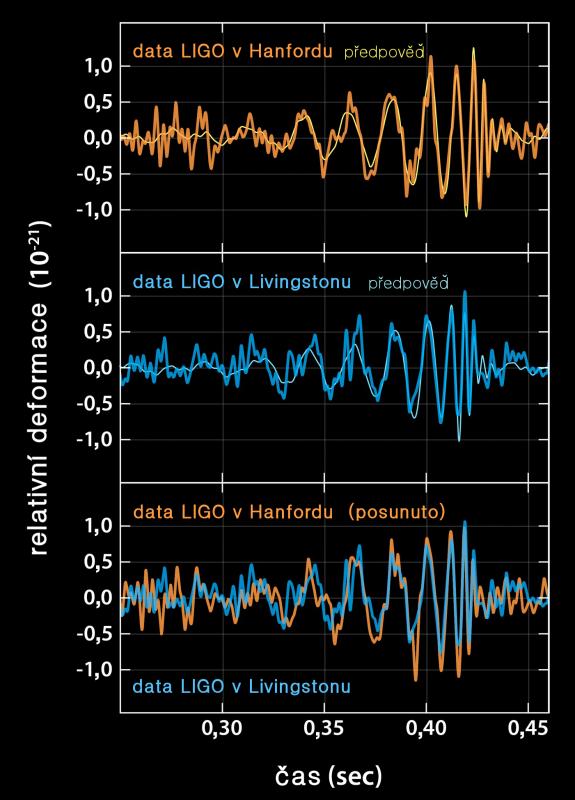 data LIGO v Hanfordu předpověď
1,0
0,5
0,0
-0,5
-1,0
data LIGO v Livingstonu předpověď
1,0
0,5
0,0
-0,5
-1,0
relativní deformace (10⁻²¹)
data LIGO v Hanfordu (posunuto)
1,0
0,5
0,0
-0,5
-1,0
data LIGO v Livingstonu
0,30 0,35 0,40 0,45
čas (sec)